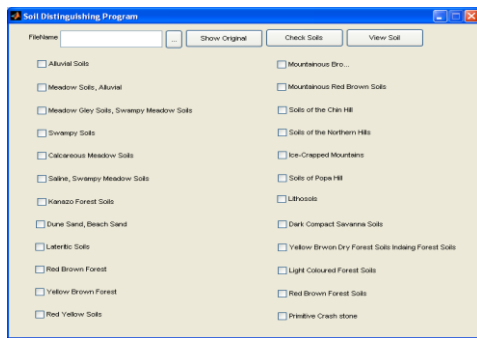 Soil Distinguishing Program
FileName ... Show Original Check Soils View Soil
Alluvial Soils
Meadow Soils, Alluvial
Meadow Gley Soils, Swampy Meadow Soils
Swampy Soils
Calcareous Meadow Soils
Saline, Swampy Meadow Soils
Kanazo Forest Soils
Dune Sand, Beach Sand
Lateritic Soils
Red Brown Forest
Yellow Brown Forest
Red Yellow Soils
Mountainous Bro...
Mountainous Red Brown Soils
Soils of the Chin Hill
Soils of the Northern Hills
Ice-Crapped Mountains
Soils of Popa Hill
Lithosols
Dark Compact Savanna Soils
Yellow Brwon Dry Forest Soils Indaing Forest Soils
Light Coloured Forest Soils
Red Brown Forest Soils
Primitive Crash stone